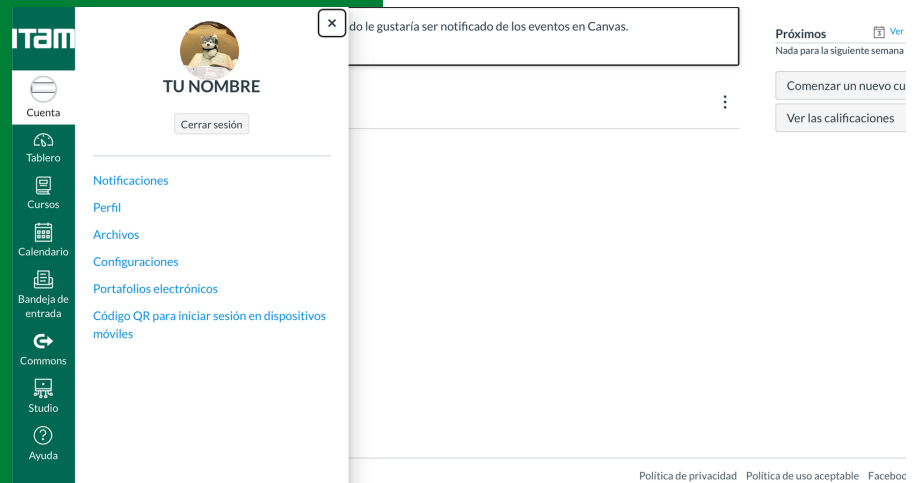 ITAM
Cuenta
Tablero
Cursos
Calendario
Bandeja de
entrada
Commons
Studio
Ayuda
×
TU NOMBRE
Cerrar sesión
Notificaciones
Perfil
Archivos
Configuraciones
Portafolios electrónicos
Código QR para iniciar sesión en dispositivos
móviles
do le gustaría ser notificado de los eventos en Canvas.
Próximos
5 Ver
Nada para la siguiente semana
Comenzar un nuevo cu
Ver las calificaciones
Política de privacidad Política de uso aceptable Faceboo